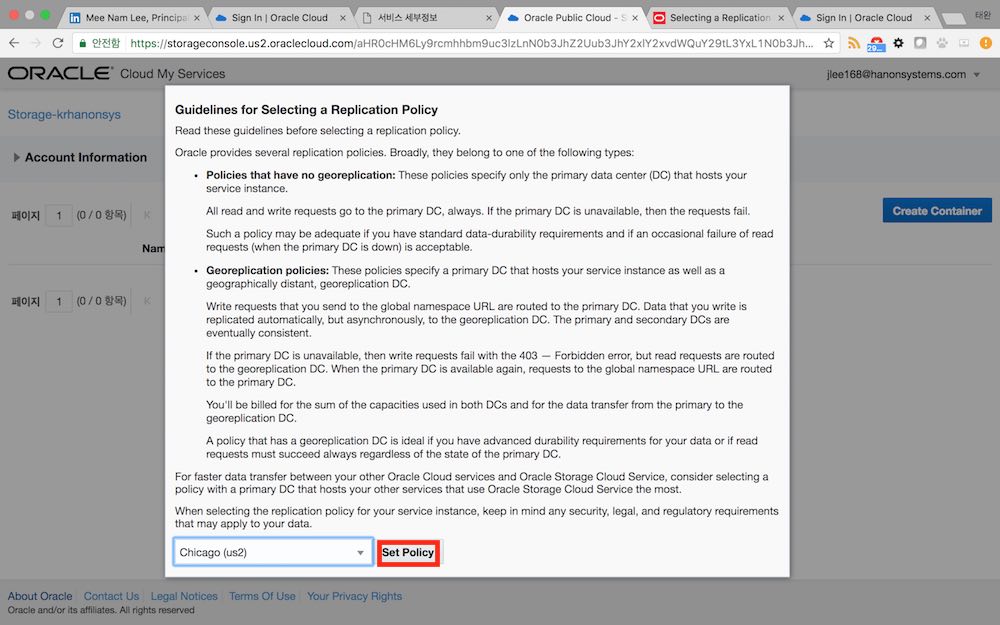 Mee Nam Lee, Principal
Sign In | Oracle Cloud
서비스 세부정보
Oracle Public Cloud - S
Selecting a Replication
Sign In | Oracle Cloud
태완
안전함
https://storageconsole.us2.oraclecloud.com/aHR0cHM6Ly9rcmhhbm9uc3lzLnN0b3JhZ2Uub3JhY2xlY2xvdWQuY29tL3YxL1N0b3Jh...
ORACLE Cloud My Services
jlee168@hanonsystems.com
Storage-krhanonsys
Account Information
페이지 1 (0 / 0 항목) K
Create Container
Nam
페이지 1 (0 / 0 항목) K
Guidelines for Selecting a Replication Policy
Read these guidelines before selecting a replication policy.
Oracle provides several replication policies. Broadly, they belong to one of the following types:
• Policies that have no georeplication: These policies specify only the primary data center (DC) that hosts your
service instance.
All read and write requests go to the primary DC, always. If the primary DC is unavailable, then the requests fail.
Such a policy may be adequate if you have standard data-durability requirements and if an occasional failure of read
requests (when the primary DC is down) is acceptable.
• Georeplication policies: These policies specify a primary DC that hosts your service instance as well as a
geographically distant, georeplication DC.
Write requests that you send to the global namespace URL are routed to the primary DC. Data that you write is
replicated automatically, but asynchronously, to the georeplication DC. The primary and secondary DCs are
eventually consistent.
If the primary DC is unavailable, then write requests fail with the 403 — Forbidden error, but read requests are routed
to the georeplication DC. When the primary DC is available again, requests to the global namespace URL are routed
to the primary DC.
You'll be billed for the sum of the capacities used in both DCs and for the data transfer from the primary to the
georeplication DC.
A policy that has a georeplication DC is ideal if you have advanced durability requirements for your data or if read
requests must succeed always regardless of the state of the primary DC.
For faster data transfer between your other Oracle Cloud services and Oracle Storage Cloud Service, consider selecting a
policy with a primary DC that hosts your other services that use Oracle Storage Cloud Service the most.
When selecting the replication policy for your service instance, keep in mind any security, legal, and regulatory requirements
that may apply to your data.
Chicago (us2)
Set Policy
About Oracle Contact Us Legal Notices Terms Of Use Your Privacy Rights
Oracle and/or its affiliates. All rights reserved